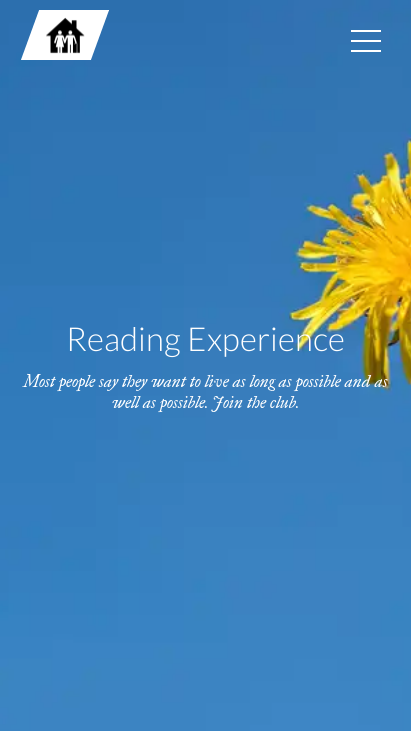 Reading Experience
Most people say they want to live as long as possible and as
well as possible. Join the club.